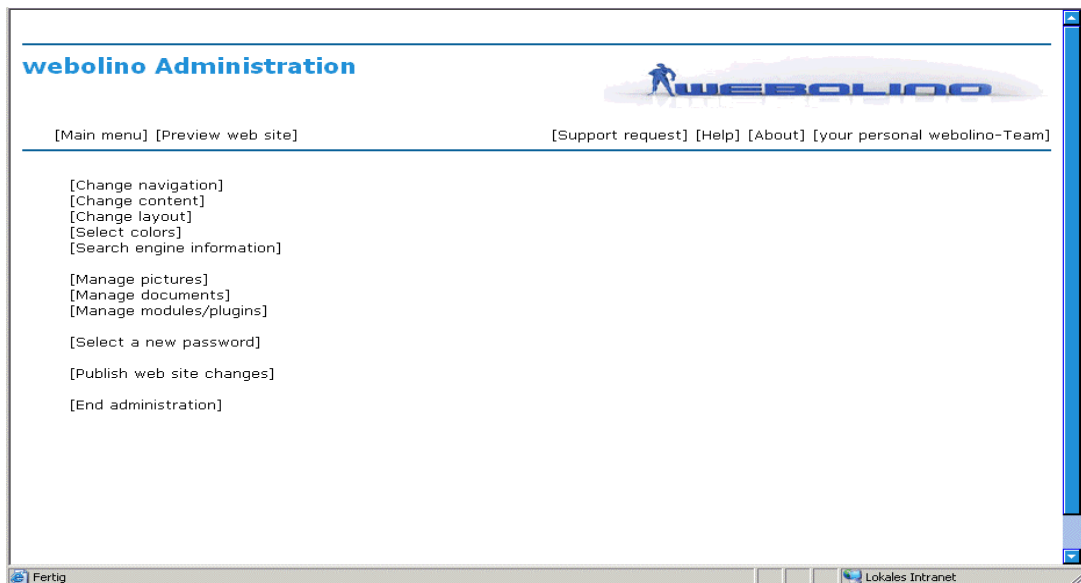 webolino Administration
WEBOLINO
[Main menu] [Preview web site]
[Support request] [Help] [About] [your personal webolino-Team]
[Change navigation]
[Change content]
[Change layout]
[Select colors]
[Search engine information]
[Manage pictures]
[Manage documents]
[Manage modules/plugins]
[Select a new password]
[Publish web site changes]
[End administration]
Fertig
Lokales Intranet